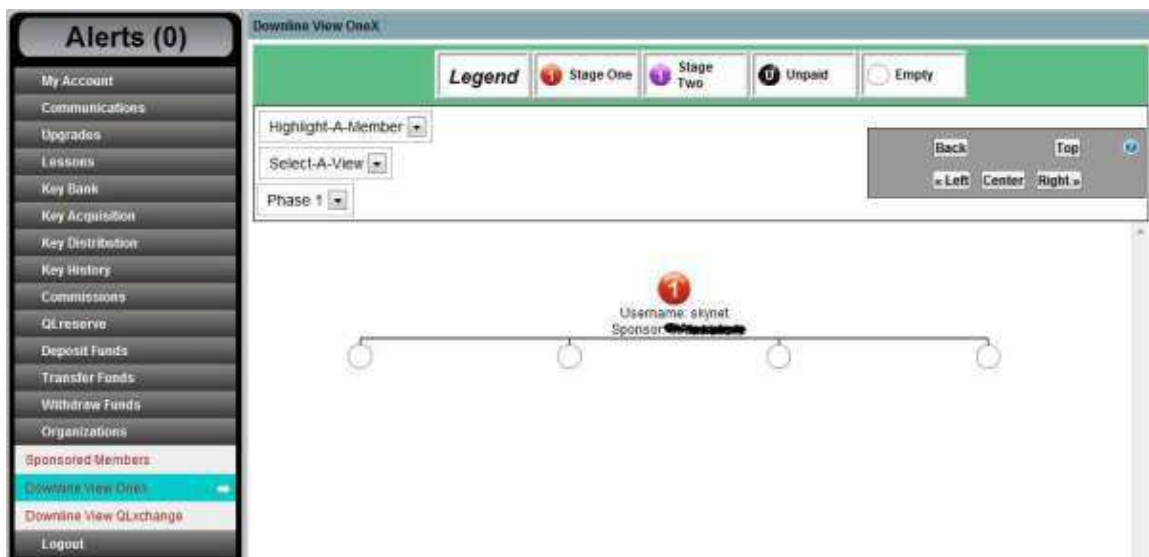 Alerts (0)
My Account
Communications
Upgrades
Lessons
Key Bank
Key Acquisition
Key Distribution
Key History
Commissions
QLreserve
Deposit Funds
Transfer Funds
Withdraw Funds
Organizations
Sponsored Members
Downline View OneX
Downline View QLxchange
Logout
Downline View OneX
Legend
1 Stage One
1 Stage
Two
U Unpaid
Empty
Highlight-A-Member
Select-A-View
Phase 1
Back Top ?
« Left Center Right »
1
Username: skynet
Sponsor: